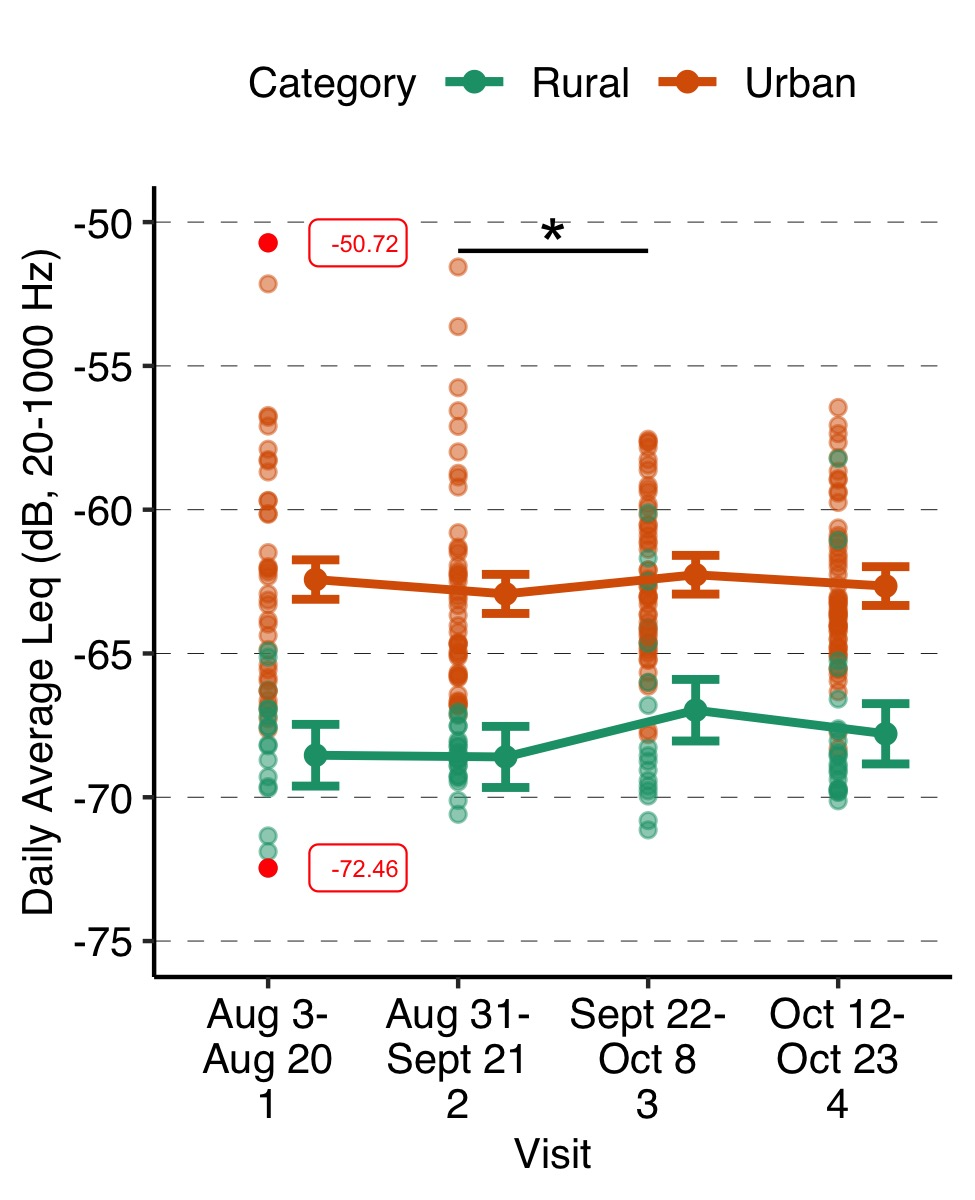 Category Rural Urban
Daily Average Leq (dB, 20-1000 Hz)
-50
-55
-60
-65
-70
-75
-50.72
*
-72.46
Aug 3-
Aug 20
1
Aug 31-
Sept 21
2
Sept 22-
Oct 8
3
Oct 12-
Oct 23
4
Visit